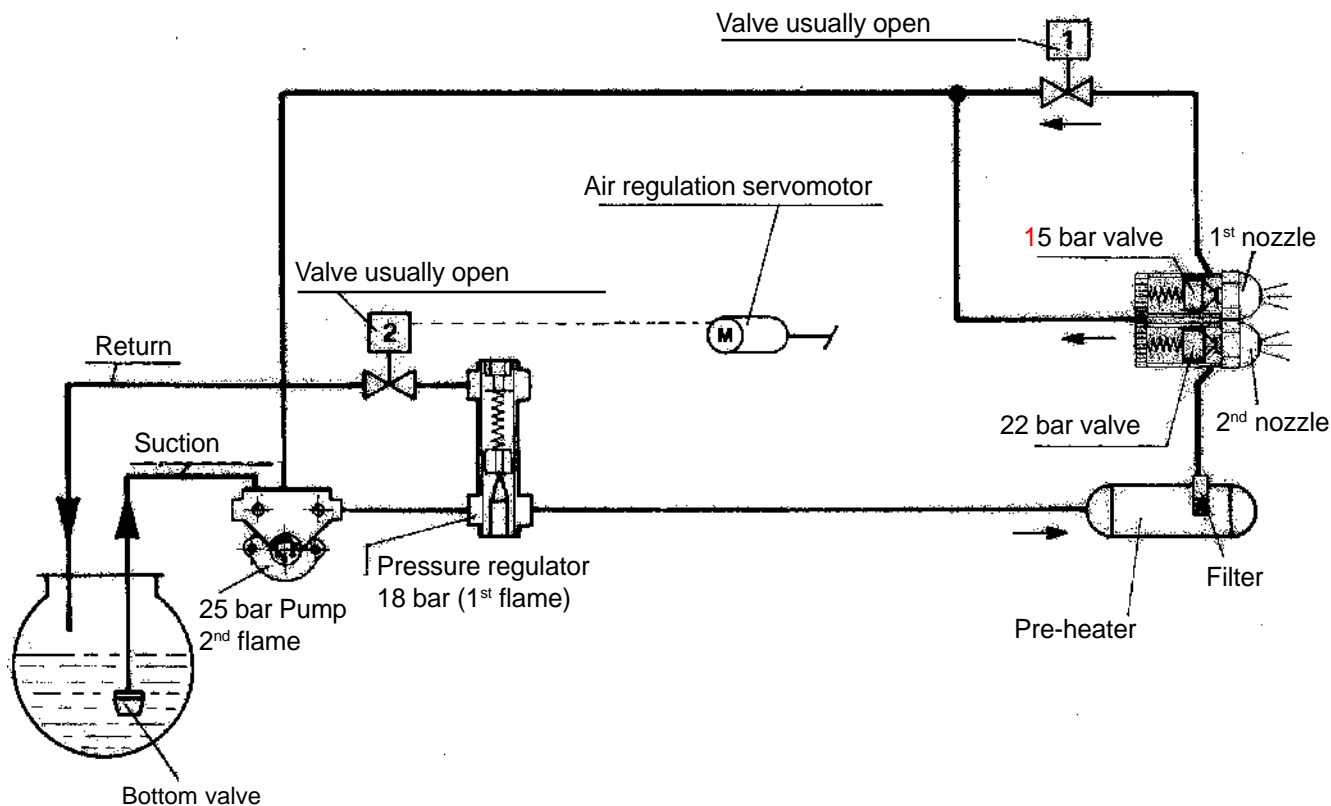 Valve usually open
1
Air regulation servomotor
15 bar valve
1st nozzle
Valve usually open
2
M
Return
22 bar valve
2nd nozzle
Suction
Pressure regulator
18 bar (1st flame)
Filter
25 bar Pump
2nd flame
Pre-heater
Bottom valve